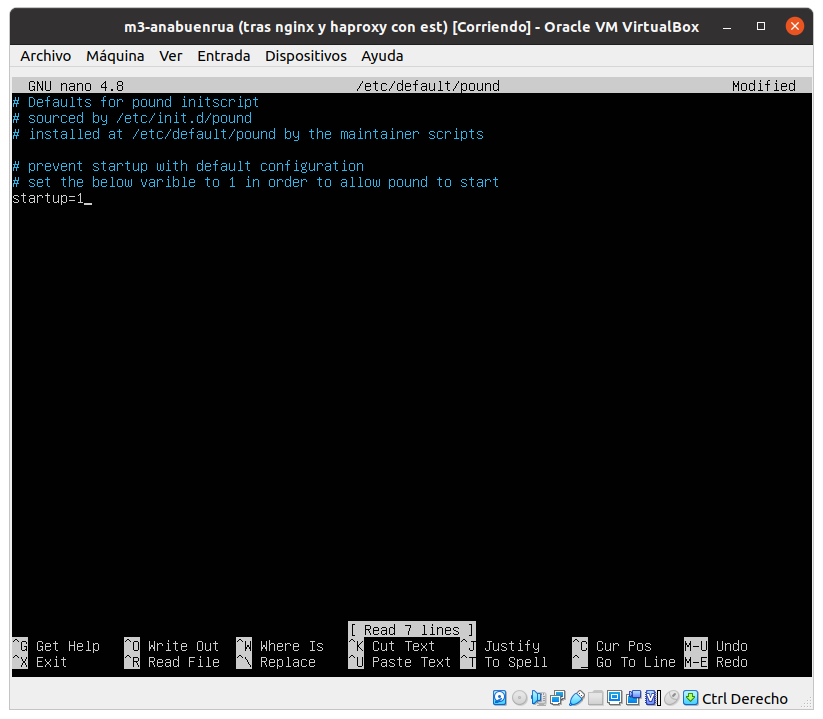 m3-anabuenrua (tras nginx y haproxy con est) [Corriendo] - Oracle VM VirtualBox
Archivo Máquina Ver Entrada Dispositivos Ayuda
GNU nano 4.8 /etc/default/pound Modified
# Defaults for pound initscript
# sourced by /etc/init.d/pound
# installed at /etc/default/pound by the maintainer scripts
# prevent startup with default configuration
# set the below varible to 1 in order to allow pound to start
startup=1_
[ Read 7 lines ]
^G Get Help ^O Write Out ^W Where Is ^K Cut Text ^J Justify ^C Cur Pos M-U Undo
^X Exit ^R Read File ^\ Replace ^U Paste Text ^T To Spell ^_ Go To Line M-E Redo
Ctrl Derecho